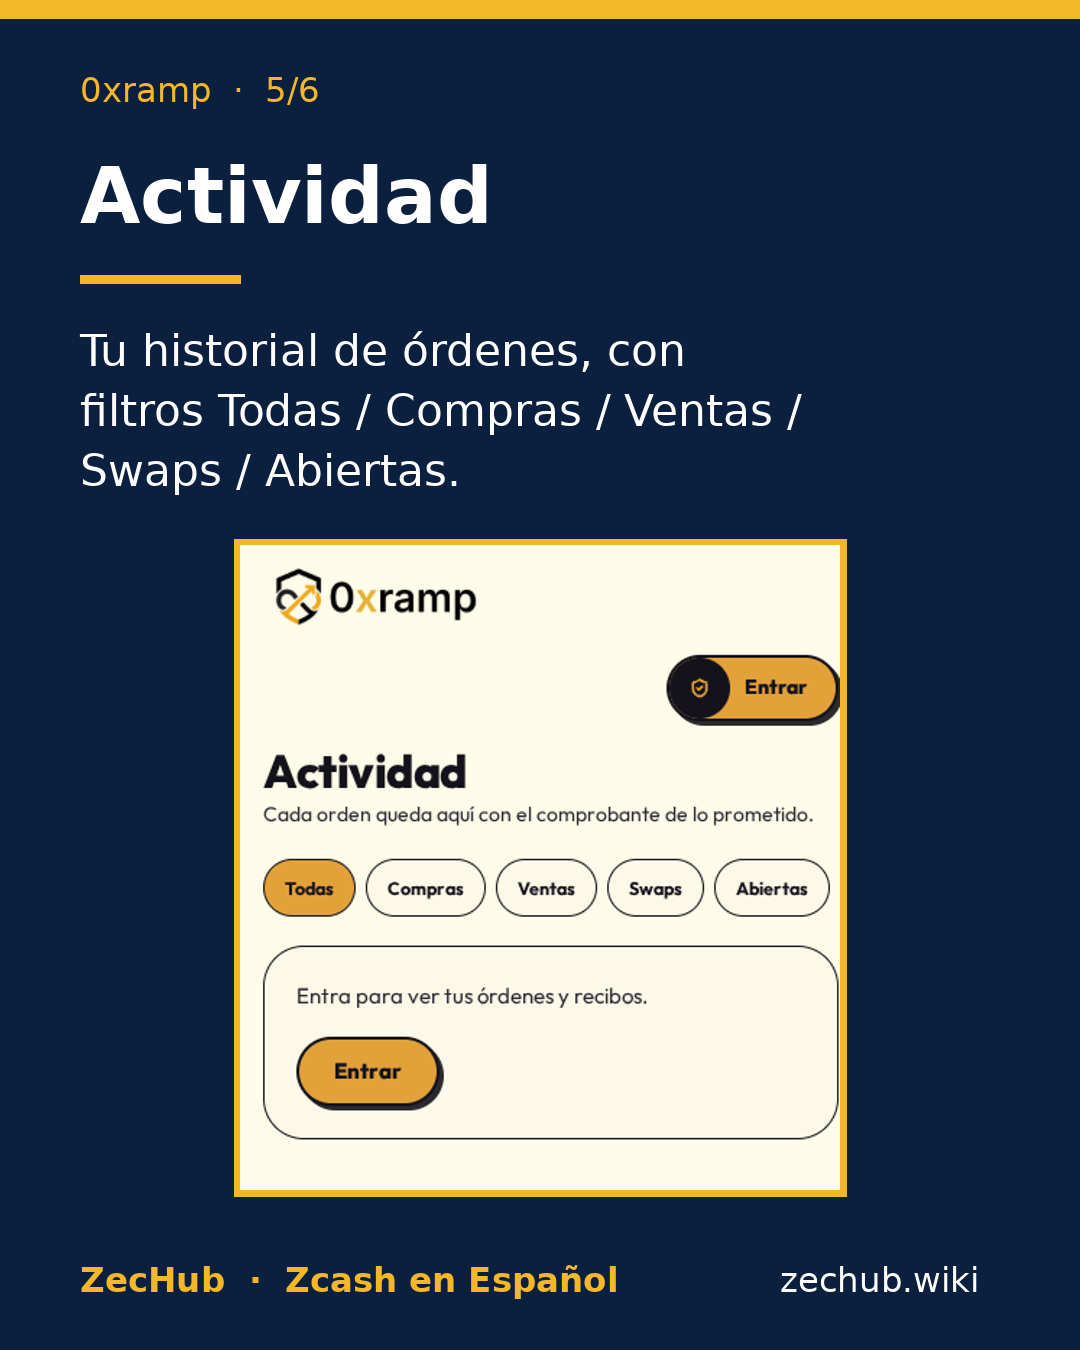 0xramp · 5/6
Actividad
Tu historial de órdenes, con
filtros Todas / Compras / Ventas /
Swaps / Abiertas.
0xramp
Entrar
Actividad
Cada orden queda aquí con el comprobante de lo prometido.
Todas Compras Ventas Swaps Abiertas
Entra para ver tus órdenes y recibos.
Entrar
ZecHub · Zcash en Español zechub.wiki